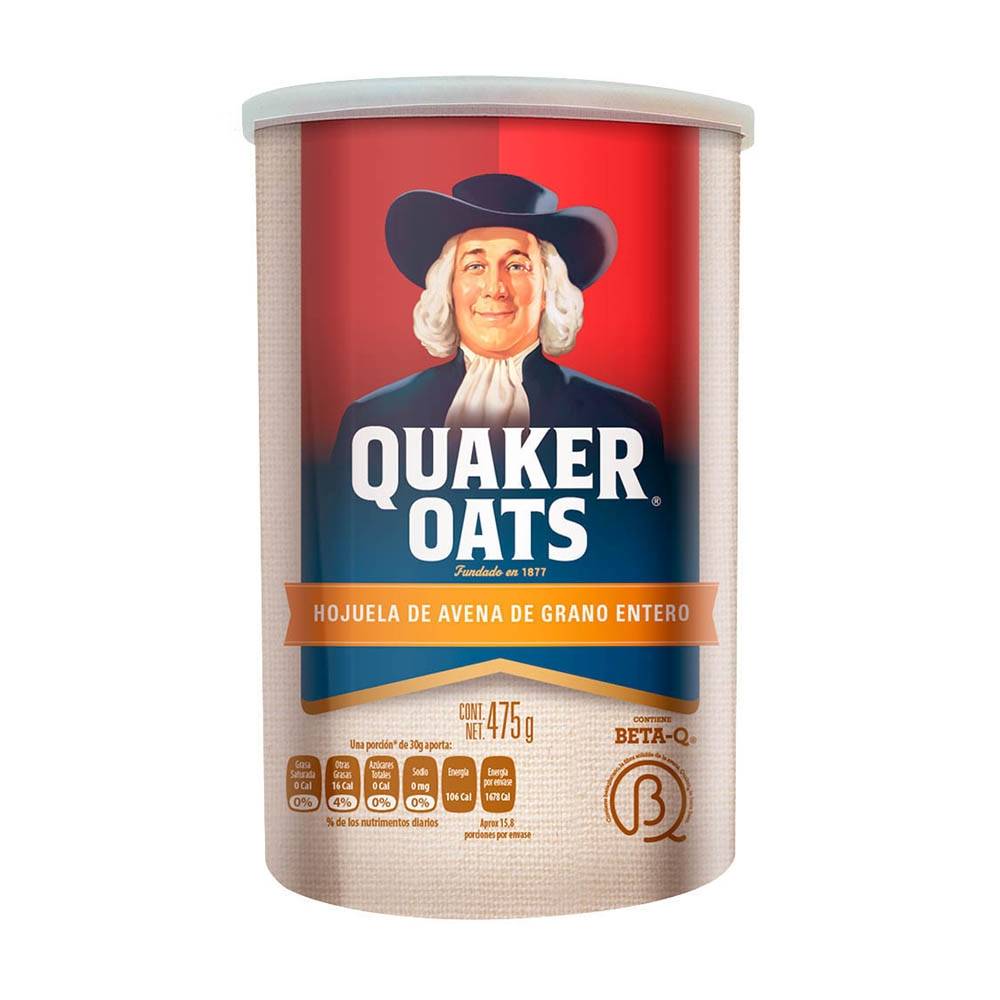 QUAKER
OATS®
Fundado en 1877
HOJUELA DE AVENA DE GRANO ENTERO
CONT.
NET. 475 g
Una porción* de 30g aporta:
Grasa Saturada 0 Cal 0%
Otras Grasas 16 Cal 4%
Azúcares Totales 0 Cal 0%
Sodio 0 mg 0%
Energía 106 Cal
Energía por envase 1678 Cal
% de los nutrimentos diarios
Aprox 15,8
porciones por envase
CONTIENE
BETA-Q®
β